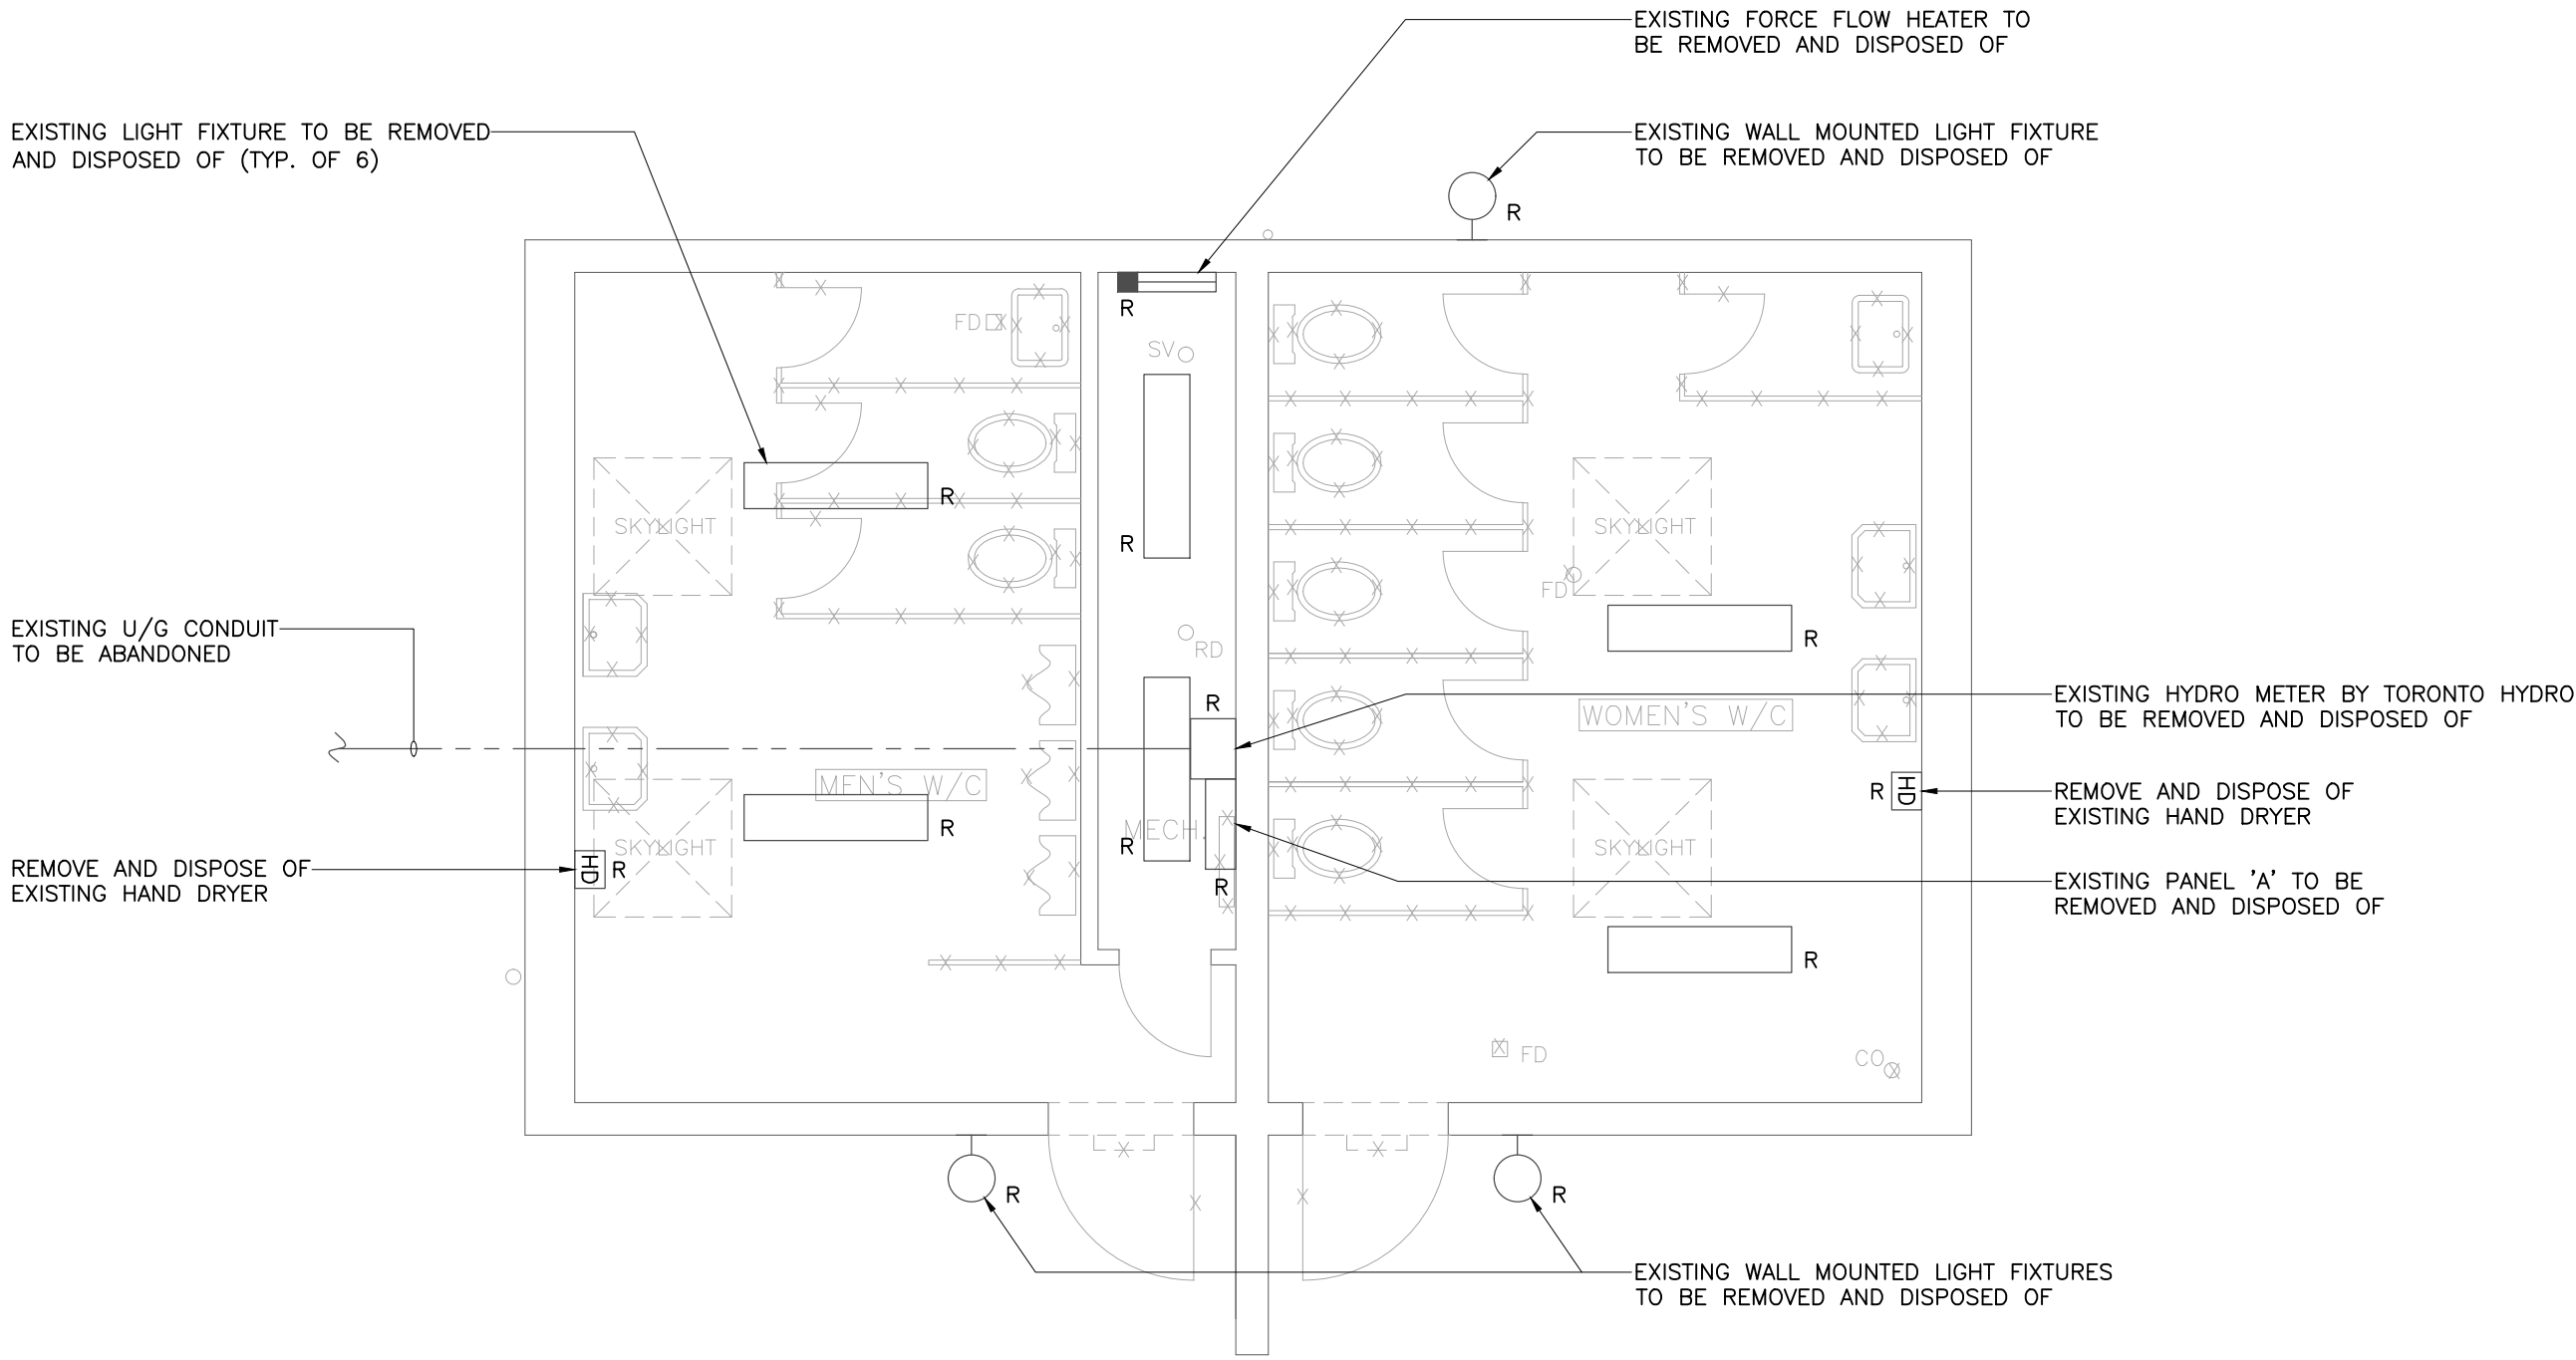 EXISTING FORCE FLOW HEATER TO
BE REMOVED AND DISPOSED OF
EXISTING LIGHT FIXTURE TO BE REMOVED
AND DISPOSED OF (TYP. OF 6)
EXISTING WALL MOUNTED LIGHT FIXTURE
TO BE REMOVED AND DISPOSED OF
R
R
FD
SV
R
SKYLIGHT
R
SKYLIGHT
FD
EXISTING U/G CONDUIT
TO BE ABANDONED
RD
R
R
EXISTING HYDRO METER BY TORONTO HYDRO
TO BE REMOVED AND DISPOSED OF
WOMEN'S W/C
MEN'S W/C
HD
R
REMOVE AND DISPOSE OF
EXISTING HAND DRYER
MECH.
R
R
SKYLIGHT
SKYLIGHT
REMOVE AND DISPOSE OF
EXISTING HAND DRYER
HD
R
R
EXISTING PANEL 'A' TO BE
REMOVED AND DISPOSED OF
R
FD
CO
R
R
EXISTING WALL MOUNTED LIGHT FIXTURES
TO BE REMOVED AND DISPOSED OF